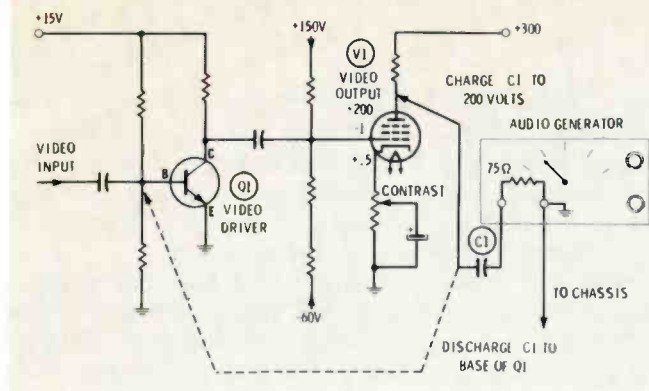 +15V
+150V
+300
V1
VIDEO
OUTPUT
+200
CHARGE C1 TO
200 VOLTS
AUDIO GENERATOR
-1
75Ω
VIDEO
INPUT
C
B
Q1
E
VIDEO
DRIVER
+.5
CONTRAST
+
C1
TO CHASSIS
-60V
DISCHARGE C1 TO
BASE OF Q1